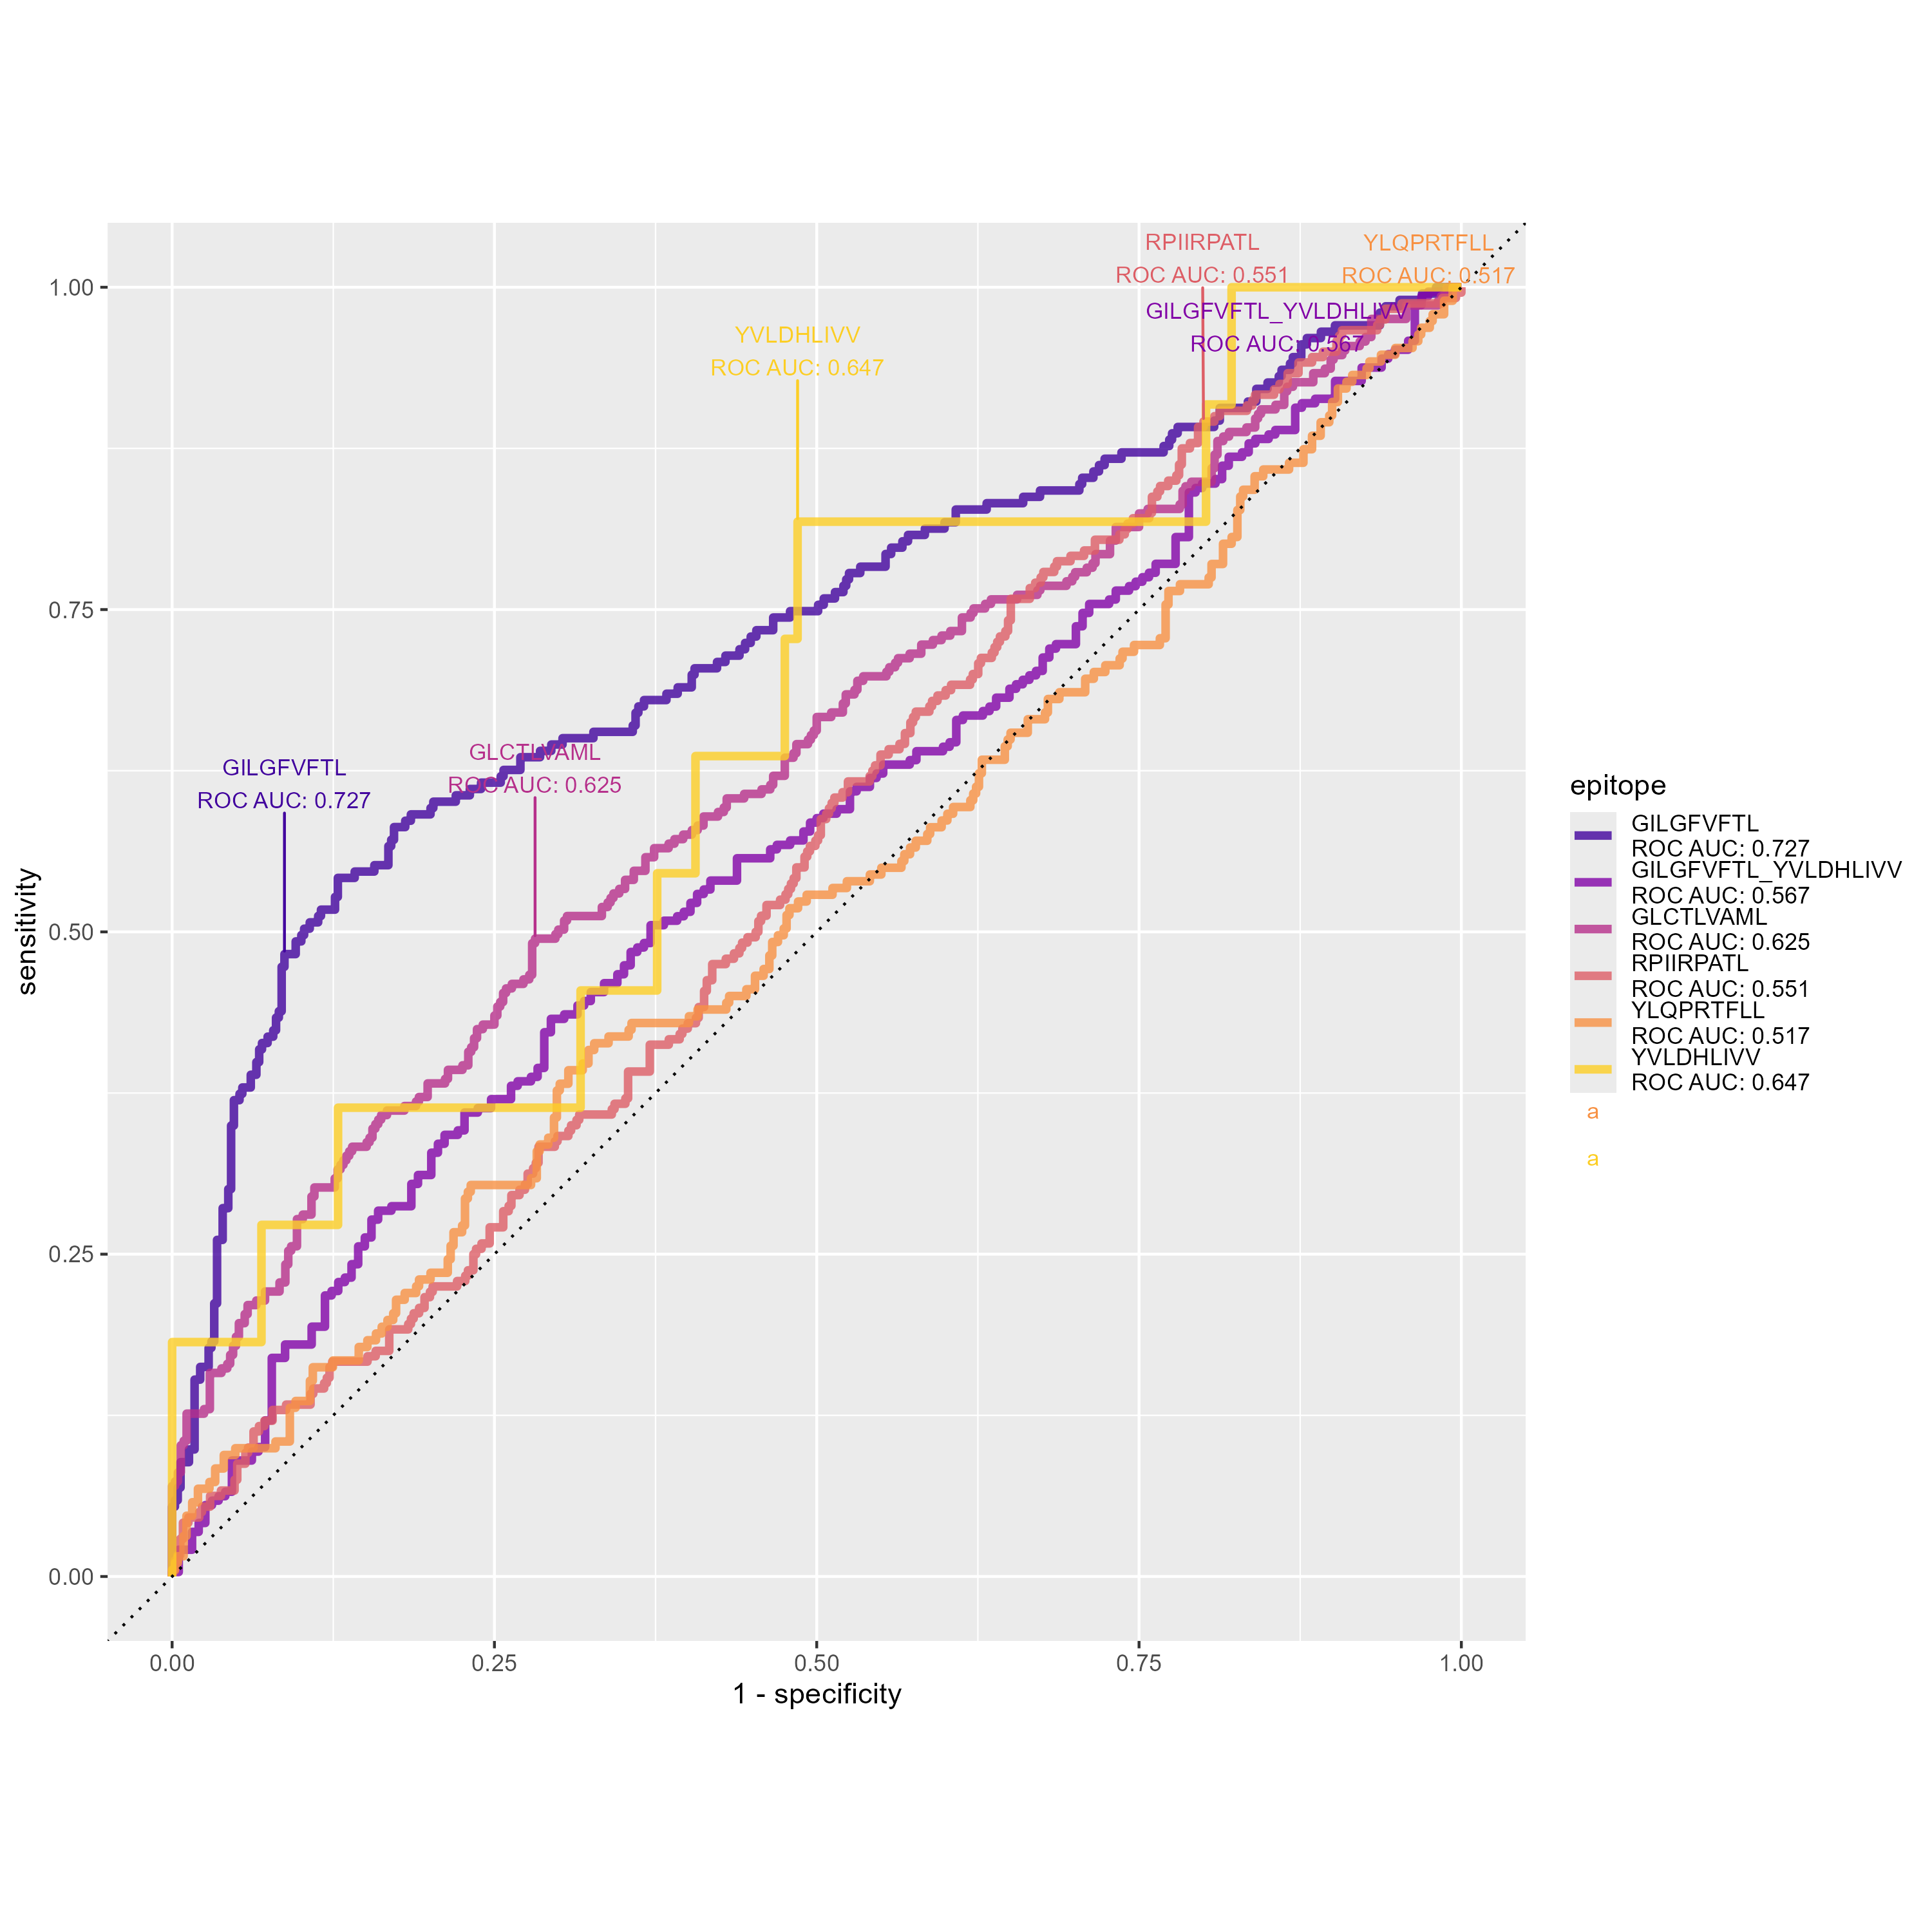 RPIIRPATL
ROC AUC: 0.551
YLQPRTFLL
ROC AUC: 0.517
GILGFVFTL_YVLDHLIVV
ROC AUC: 0.567
YVLDHLIVV
ROC AUC: 0.647
GLCTLVAML
ROC AUC: 0.625
GILGFVFTL
ROC AUC: 0.727
1.00
0.75
0.50
0.25
0.00
sensitivity
0.00
0.25
0.50
0.75
1.00
1 - specificity
epitope
GILGFVFTL
ROC AUC: 0.727
GILGFVFTL_YVLDHLIVV
ROC AUC: 0.567
GLCTLVAML
ROC AUC: 0.625
RPIIRPATL
ROC AUC: 0.551
YLQPRTFLL
ROC AUC: 0.517
YVLDHLIVV
ROC AUC: 0.647
a
a